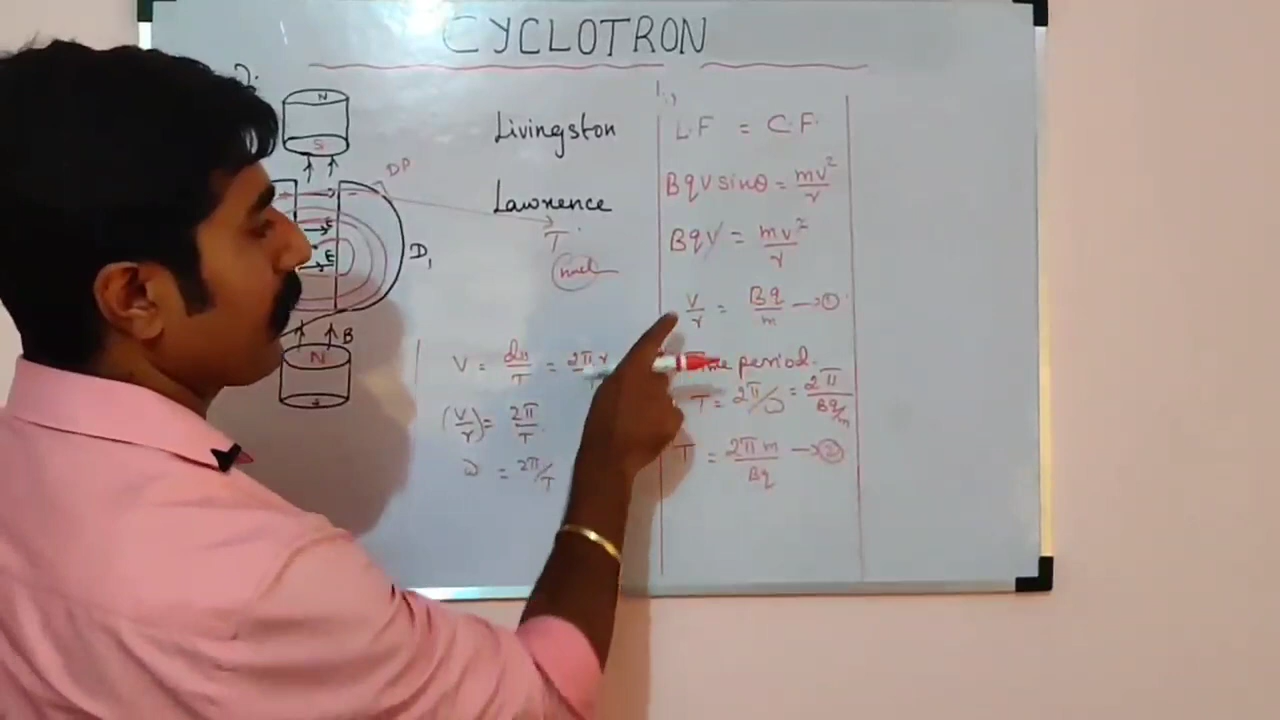 CYCLOTRON
N
S
DP
E
E
D₁
B
N
Livingston
Lawrence
T
V = = 2πr
(V/r) = 2π/T
ω = 2π/T
L.F = C.F.
Bqv sinθ = mv²/r
Bqv = mv²/r
v/r = Bq/m → ①
Time period.
T = 2π/ω = 2π/Bq/m
T = 2πm/Bq → ②